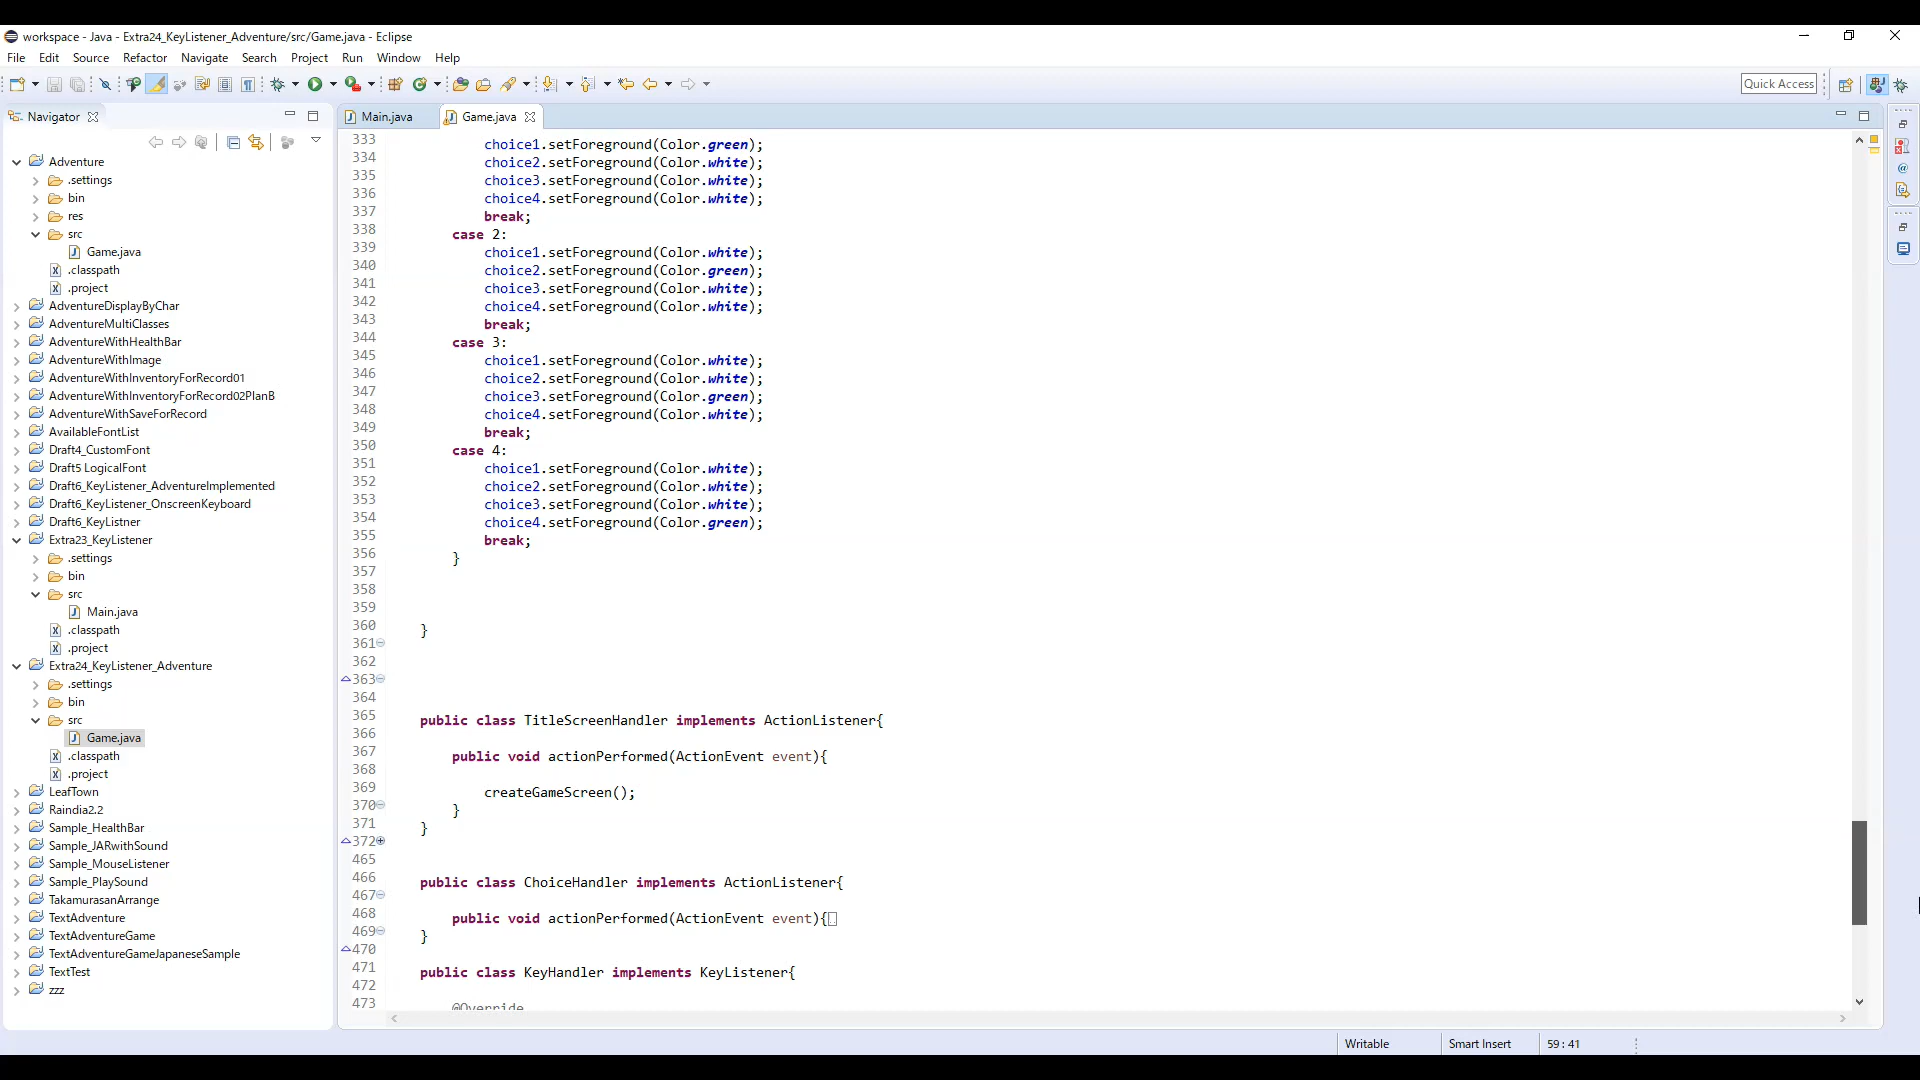 workspace - Java - Extra24_KeyListener_Adventure/src/Game.java - Eclipse
File Edit Source Refactor Navigate Search Project Run Window Help
Quick Access
Navigator
Main.java
Game.java
Adventure
.settings
bin
res
src
Game.java
.classpath
.project
AdventureDisplayByChar
AdventureMultiClasses
AdventureWithHealthBar
AdventureWithImage
AdventureWithInventoryForRecord01
AdventureWithInventoryForRecord02PlanB
AdventureWithSaveForRecord
AvailableFontList
Draft4_CustomFont
Draft5 LogicalFont
Draft6_KeyListener_AdventureImplemented
Draft6_KeyListener_OnscreenKeyboard
Draft6_KeyListner
Extra23_KeyListener
.settings
bin
src
Main.java
.classpath
.project
Extra24_KeyListener_Adventure
.settings
bin
src
Game.java
.classpath
.project
LeafTown
Raindia2.2
Sample_HealthBar
Sample_JARwithSound
Sample_MouseListener
Sample_PlaySound
TakamurasanArrange
TextAdventure
TextAdventureGame
TextAdventureGameJapaneseSample
TextTest
zzz
333 choice1.setForeground(Color.green);
334 choice2.setForeground(Color.white);
335 choice3.setForeground(Color.white);
336 choice4.setForeground(Color.white);
337 break;
338 case 2:
339 choice1.setForeground(Color.white);
340 choice2.setForeground(Color.green);
341 choice3.setForeground(Color.white);
342 choice4.setForeground(Color.white);
343 break;
344 case 3:
345 choice1.setForeground(Color.white);
346 choice2.setForeground(Color.white);
347 choice3.setForeground(Color.green);
348 choice4.setForeground(Color.white);
349 break;
350 case 4:
351 choice1.setForeground(Color.white);
352 choice2.setForeground(Color.white);
353 choice3.setForeground(Color.white);
354 choice4.setForeground(Color.green);
355 break;
356 }
357
358
359
360 }
361
362
363
364
365 public class TitleScreenHandler implements ActionListener{
366
367 public void actionPerformed(ActionEvent event){
368
369 createGameScreen();
370 }
371 }
372
465
466 public class ChoiceHandler implements ActionListener{
467
468 public void actionPerformed(ActionEvent event){
469 }
470
471 public class KeyHandler implements KeyListener{
472
473 @Override
Writable Smart Insert 59 : 41